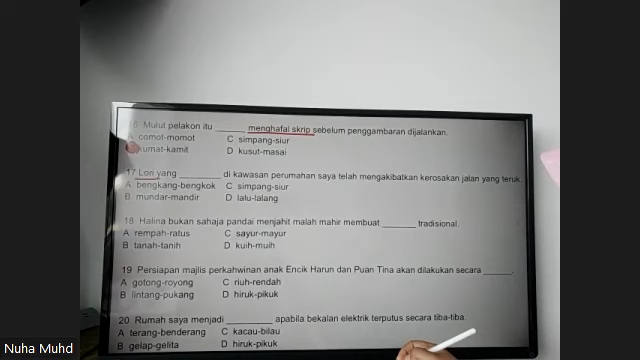 16 Mulut pelakon itu ______ menghafal skrip sebelum penggambaran dijalankan.
A comot-momot C simpang-siur
kumat-kamit D kusut-masai
17 Lori yang ________ di kawasan perumahan saya telah mengakibatkan kerosakan jalan yang teruk.
A bengkang-bengkok C simpang-siur
B mundar-mandir D lalu-lalang
18 Halina bukan sahaja pandai menjahit malah mahir membuat _______ tradisional.
A rempah-ratus C sayur-mayur
B tanah-tanih D kuih-muih
19 Persiapan majlis perkahwinan anak Encik Harun dan Puan Tina akan dilakukan secara ______.
A gotong-royong C riuh-rendah
B lintang-pukang D hiruk-pikuk
20 Rumah saya menjadi _________ apabila bekalan elektrik terputus secara tiba-tiba.
A terang-benderang C kacau-bilau
B gelap-gelita D hiruk-pikuk
Nuha Muhd